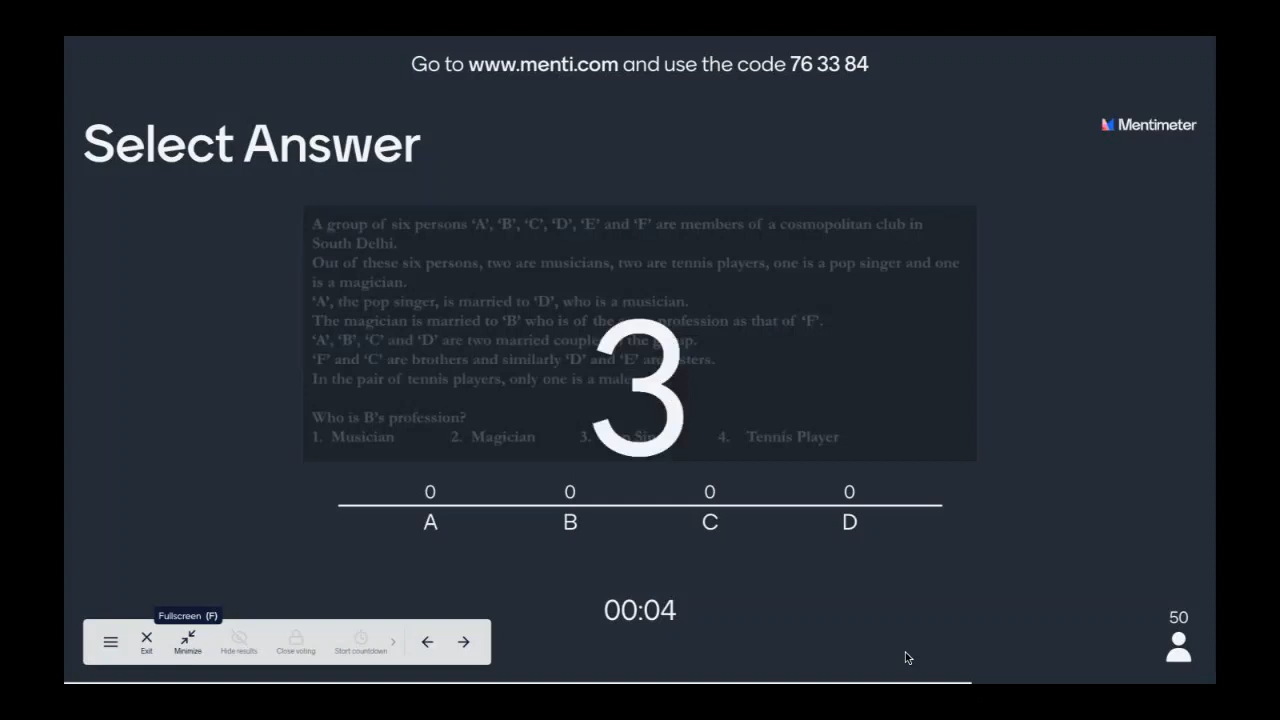 Go to www.menti.com and use the code 76 33 84
Mentimeter
Select Answer
A group of six persons ‘A’, ‘B’, ‘C’, ‘D’, ‘E’ and ‘F’ are members of a cosmopolitan club in
South Delhi.
Out of these six persons, two are musicians, two are tennis players, one is a pop singer and one
is a magician.
‘A’, the pop singer, is married to ‘D’, who is a musician.
The magician is married to ‘B’ who is of the profession as that of ‘F’.
‘A’, ‘B’, ‘C’ and ‘D’ are two married the
‘F’ and ‘C’ are brothers and similarly ‘D’ and ‘E’
In the pair of tennis players, only one is a male
3
Who is B’s profession?
1. Musician 2. Magician 3. 4. Tennis Player
0 0 0 0
A B C D
00:04
Fullscreen (F)
Exit Minimize Hide results Close voting Start countdown
50